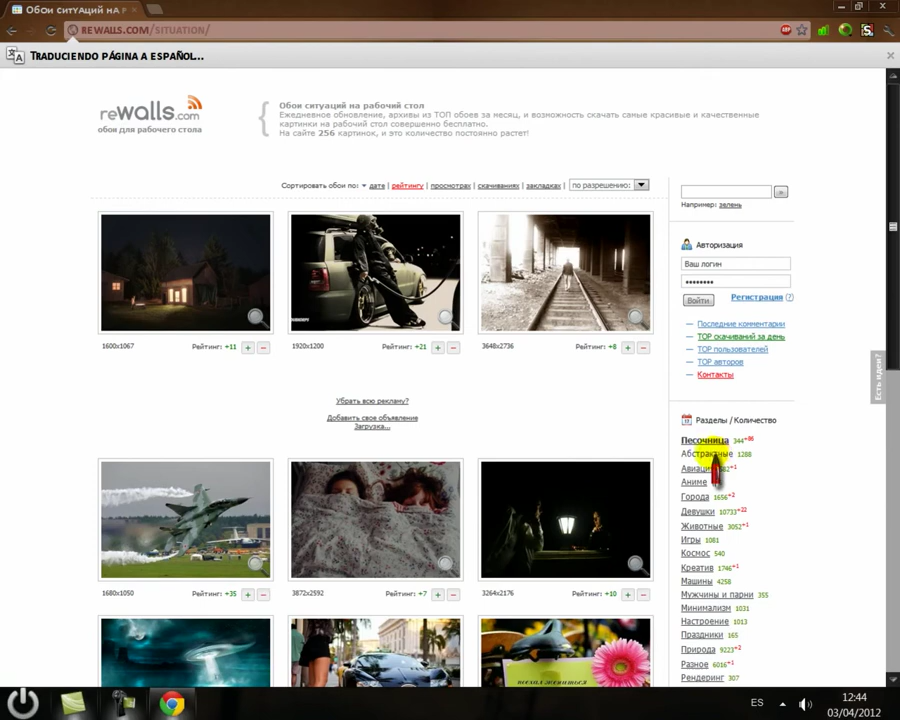 Обои ситуаций на р
REWALLS.COM/SITUATION/
Traduciendo página a español...
reWalls.com
обои для рабочего стола
Обои ситуаций на рабочий стол
Ежедневное обновление, архивы из ТОП обоев за месяц, и возможность скачать самые красивые и качественные
картинки на рабочий стол совершенно бесплатно.
На сайте 256 картинок, и это количество постоянно растет!
Сортировать обои по: дате | рейтингу | просмотрах | скачиваниях | закладках | по разрешению:
Например: зелень
Авторизация
Ваш логин
••••••••
Войти Регистрация (?)
— Последние комментарии
— TOP скачиваний за день
— TOP пользователей
— TOP авторов
— Контакты
Есть идеи?
1600x1067 Рейтинг: +11 + −
1920x1200 Рейтинг: +21 + −
3648x2736 Рейтинг: +8 + −
Убрать всю рекламу?
Добавить свое объявление
Загрузка...
Разделы / Количество
Песочница 344+86
Абстрактные 1288
Аниме
Города 1656+2
Девушки 10733+22
Животные 3052+1
Игры 1081
Космос 540
Креатив 1746+1
Машины 4258
Мужчины и парни 355
Минимализм 1031
Настроение 1013
Праздники 165
Природа 9223+2
Разное 6016+1
Рендеринг 307
1680x1050 Рейтинг: +35 + −
3872x2592 Рейтинг: +7 + −
3264x2176 Рейтинг: +10 + −
ES
12:44
03/04/2012